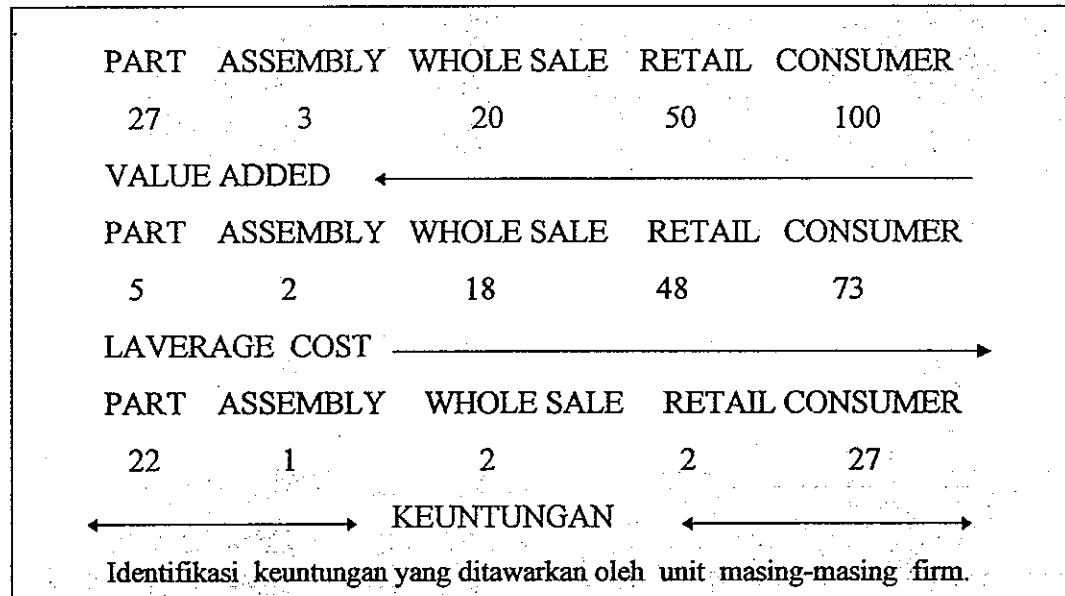 PART ASSEMBLY WHOLE SALE RETAIL CONSUMER
27 3 20 50 100
VALUE ADDED
PART ASSEMBLY WHOLE SALE RETAIL CONSUMER
5 2 18 48 73
LAVERAGE COST
PART ASSEMBLY WHOLE SALE RETAIL CONSUMER
22 1 2 2 27
KEUNTUNGAN
Identifikasi keuntungan yang ditawarkan oleh unit masing-masing firm.